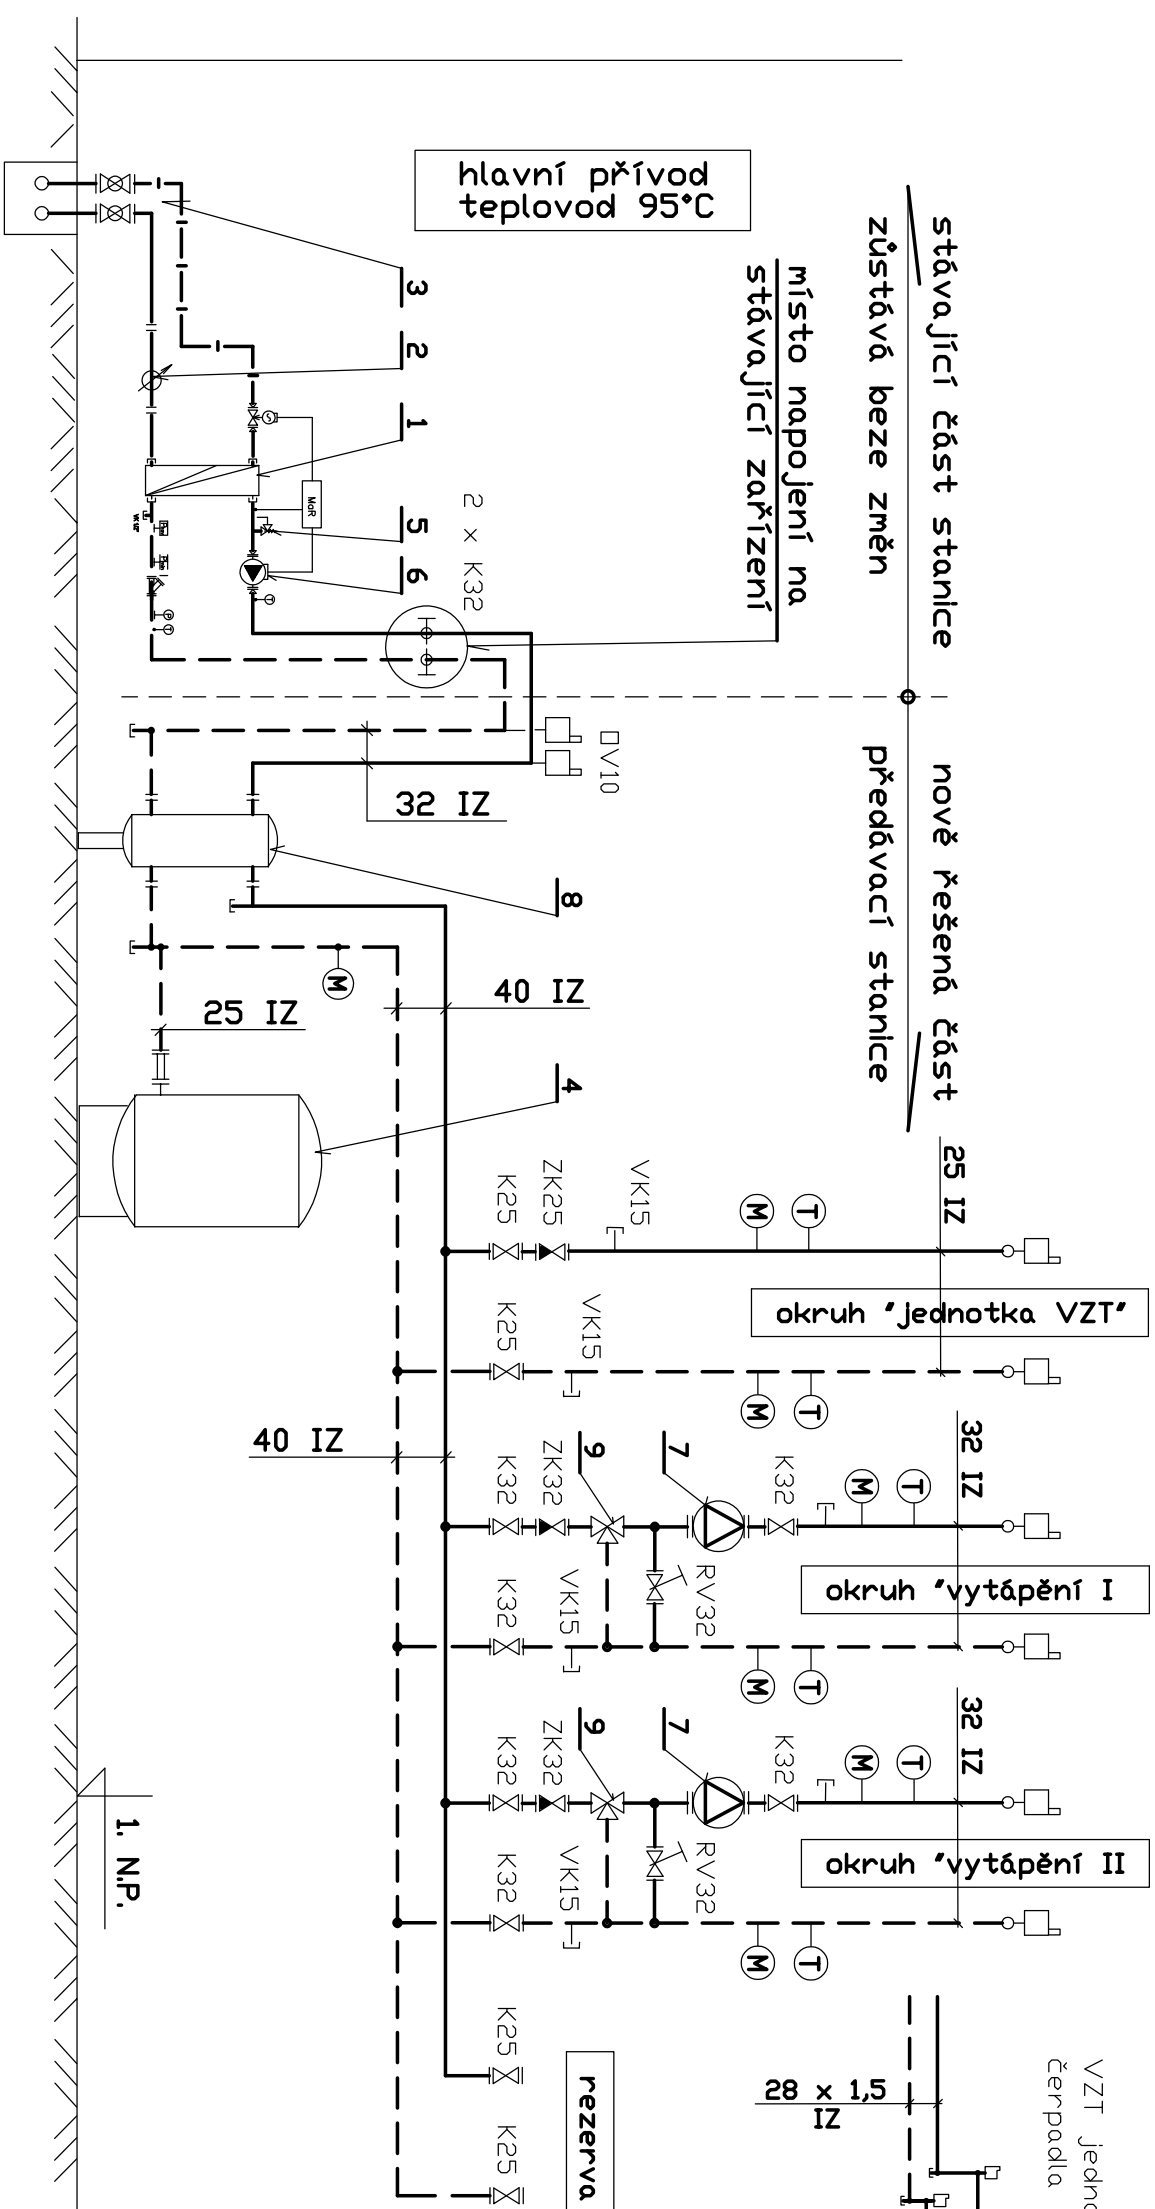 stávající část stanice
zůstává beze změn
nově řešená část
předávací stanice
hlavní přívod
teplovod 95°C
místo napojení na
stávající zařízení
3
2
1
5
6
2 x K32
MaR
T
P
T
OV10
32 IZ
8
M
25 IZ
40 IZ
4
25 IZ
VK15
ZK25
K25
M
T
okruh "jednotka VZT"
K25
VK15
M
T
40 IZ
32 IZ
K32
ZK32
9
7
K32
M
T
RV32
okruh "vytápění I
K32
VK15
M
T
32 IZ
K32
ZK32
9
7
K32
M
T
RV32
okruh "vytápění II
K32
VK15
M
T
1. N.P.
K25
K25
rezerva
28 x 1,5
IZ
VZT
čerpadla